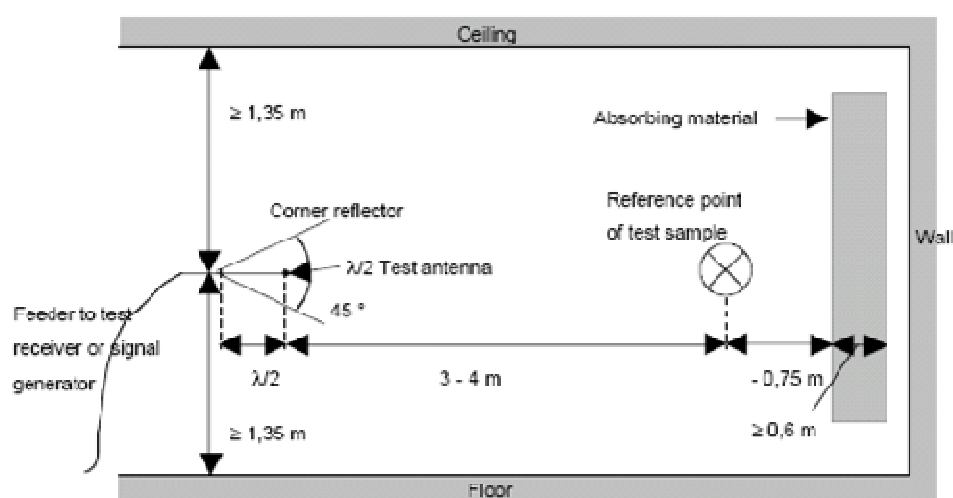 Ceiling
≥ 1,35 m
Absorbing material
Corner reflector
Reference point
of test sample
Wall
λ/2 Test antenna
45 °
Feeder to test
receiver or signal
generator
λ/2
3 - 4 m
- 0,75 m
≥ 1,35 m
≥ 0,6 m
Floor